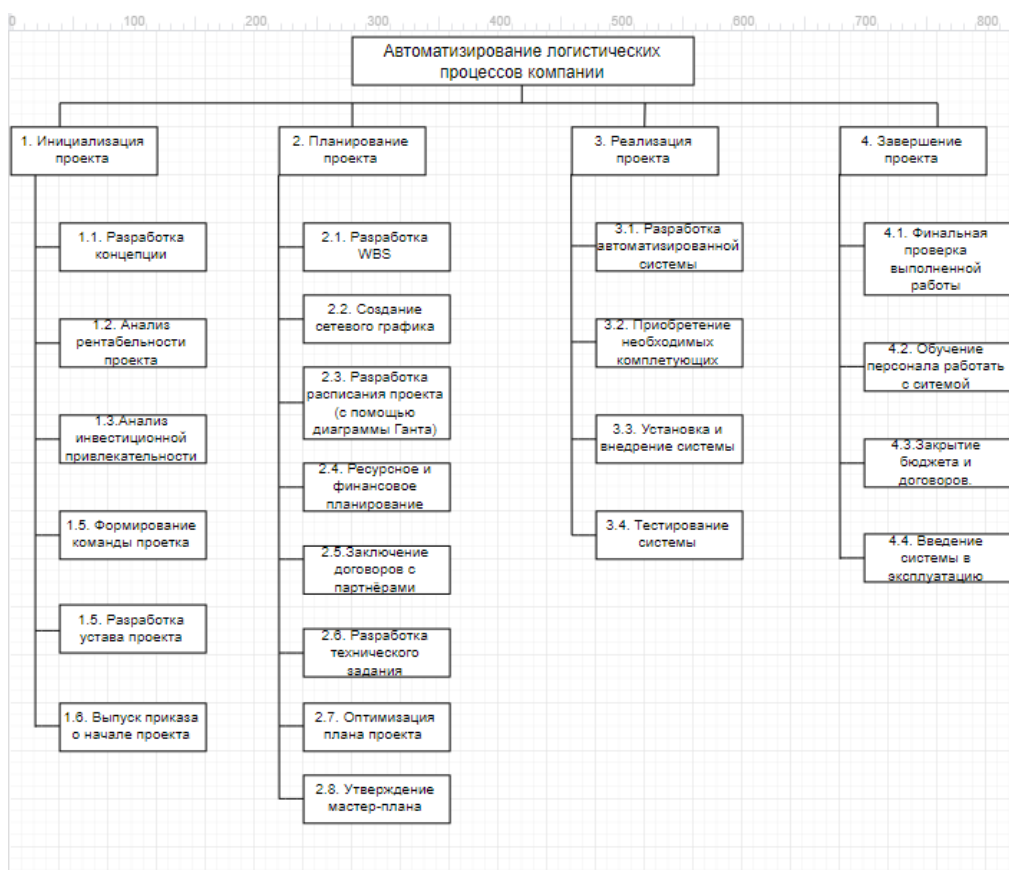 0 100 200 300 400 500 600 700 800
Автоматизирование логистических
процессов компании
1. Инициализация
проекта
2. Планирование
проекта
3. Реализация
проекта
4. Завершение
проекта
1.1. Разработка
концепции
1.2. Анализ
рентабельности
проекта
1.3.Анализ
инвестиционной
привлекательности
1.5. Формирование
команды проетка
1.5. Разработка
устава проекта
1.6. Выпуск приказа
о начале проекта
2.1. Разработка
WBS
2.2. Создание
сетевого графика
2.3. Разработка
расписания проекта
(с помощью
диаграммы Ганта)
2.4. Ресурсное и
финансовое
планирование
2.5.Заключение
договоров с
партнёрами
2.6. Разработка
технического
задания
2.7. Оптимизация
плана проекта
2.8. Утверждение
мастер-плана
3.1. Разработка
автоматизированной
системы
3.2. Приобретение
необходимых
комплетующих
3.3. Установка и
внедрение системы
3.4. Тестирование
системы
4.1. Финальная
проверка
выполненной
работы
4.2. Обучение
персонала работать
с ситемой
4.3.Закрытие
бюджета и
договоров.
4.4. Введение
системы в
эксплуатацию